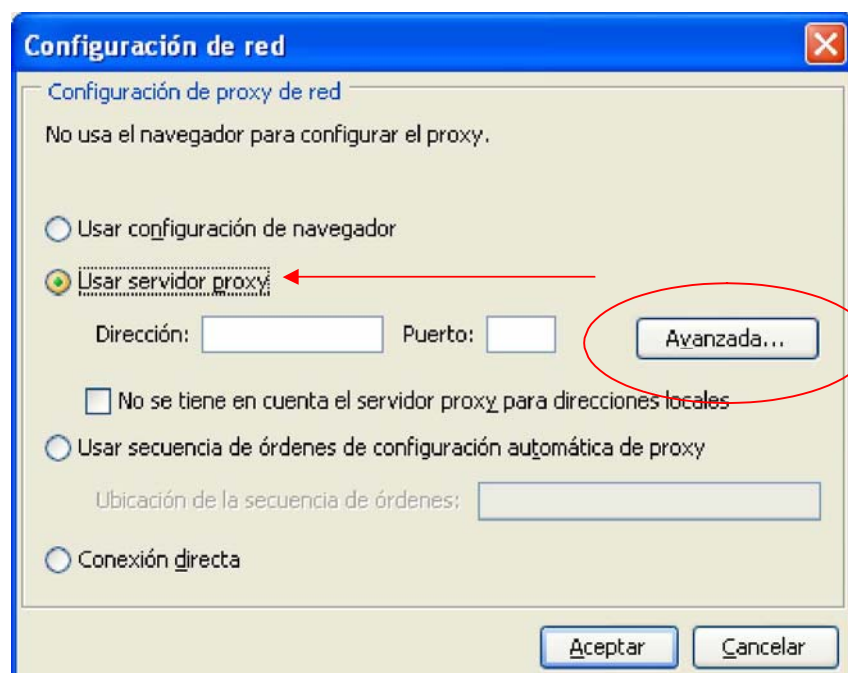 Configuración de red
Configuración de proxy de red
No usa el navegador para configurar el proxy.
Usar configuración de navegador
Usar servidor proxy
Dirección: Puerto: Avanzada...
No se tiene en cuenta el servidor proxy para direcciones locales
Usar secuencia de órdenes de configuración automática de proxy
Ubicación de la secuencia de órdenes:
Conexión directa
Aceptar Cancelar